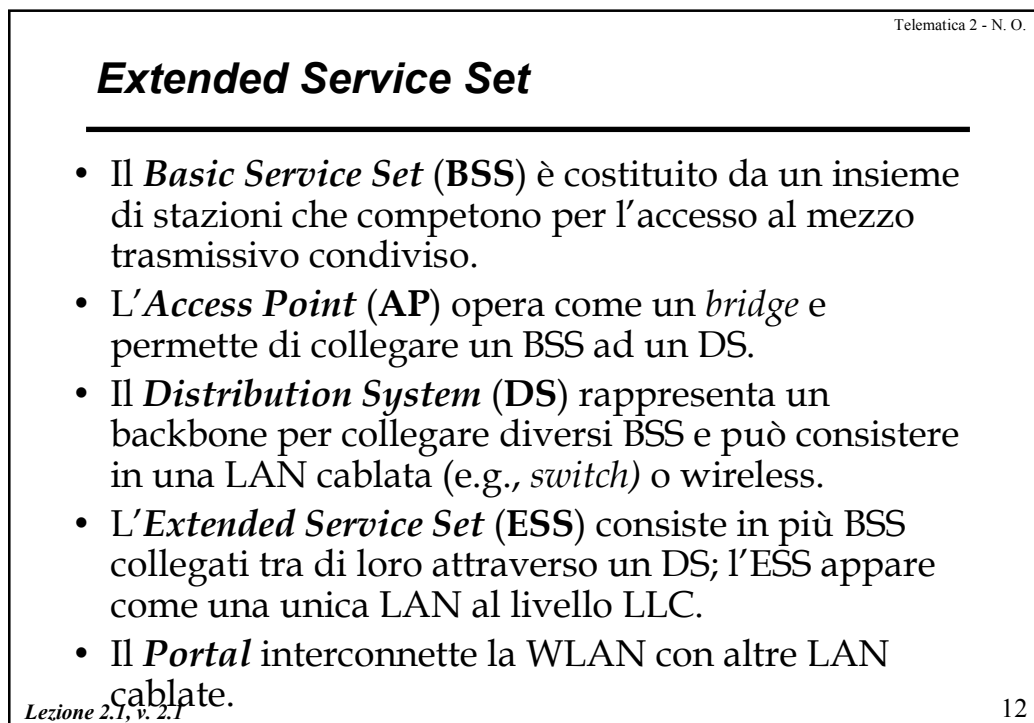 Telematica 2 - N. O.
Extended Service Set
• Il Basic Service Set (BSS) è costituito da un insieme
di stazioni che competono per l'accesso al mezzo
trasmissivo condiviso.
• L'Access Point (AP) opera come un bridge e
permette di collegare un BSS ad un DS.
• Il Distribution System (DS) rappresenta un
backbone per collegare diversi BSS e può consistere
in una LAN cablata (e.g., switch) o wireless.
• L'Extended Service Set (ESS) consiste in più BSS
collegati tra di loro attraverso un DS; l'ESS appare
come una unica LAN al livello LLC.
• Il Portal interconnette la WLAN con altre LAN
cablate.
Lezione 2.1, v. 2.1
12